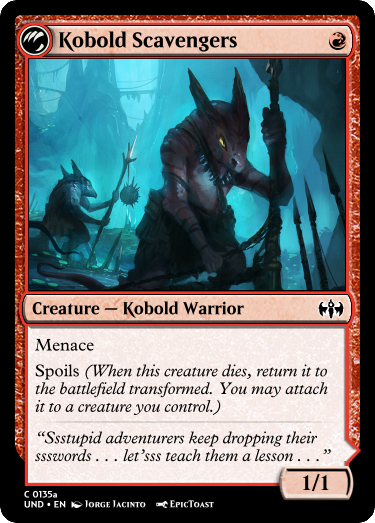 Kobold Scavengers
Creature — Kobold Warrior
Menace
Spoils (When this creature dies, return it to
the battlefield transformed. You may attach
it to a creature you control.)
“Ssstupid adventurers keep dropping their
ssswords . . . let’sss teach them a lesson . . .”
1/1
C 0135a
UND • EN Jorge Jacinto EpicToast